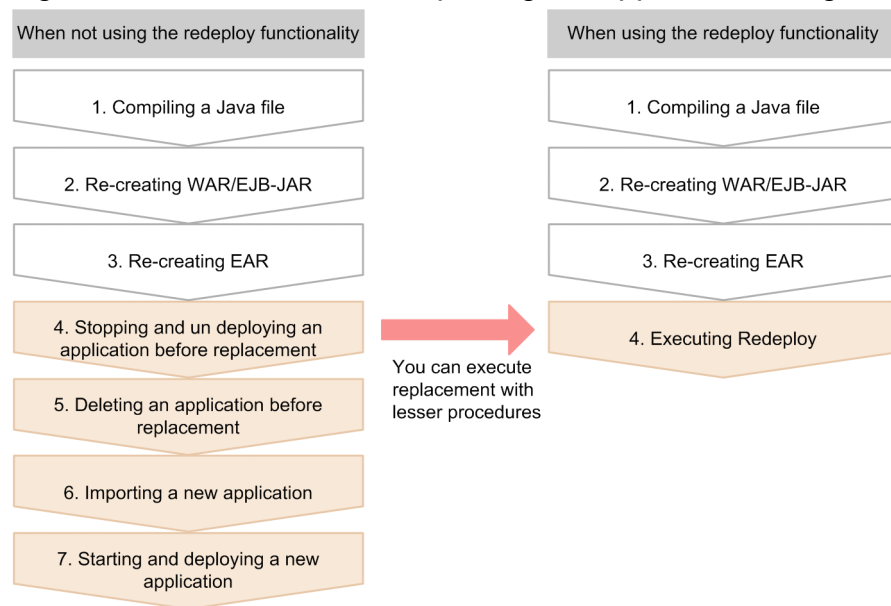 When not using the redeploy functionality
1. Compiling a Java file
2. Re-creating WAR/EJB-JAR
3. Re-creating EAR
4. Stopping and un deploying an
application before replacement
5. Deleting an application before
replacement
6. Importing a new application
7. Starting and deploying a new
application
You can execute
replacement with
lesser procedures
When using the redeploy functionality
1. Compiling a Java file
2. Re-creating WAR/EJB-JAR
3. Re-creating EAR
4. Executing Redeploy